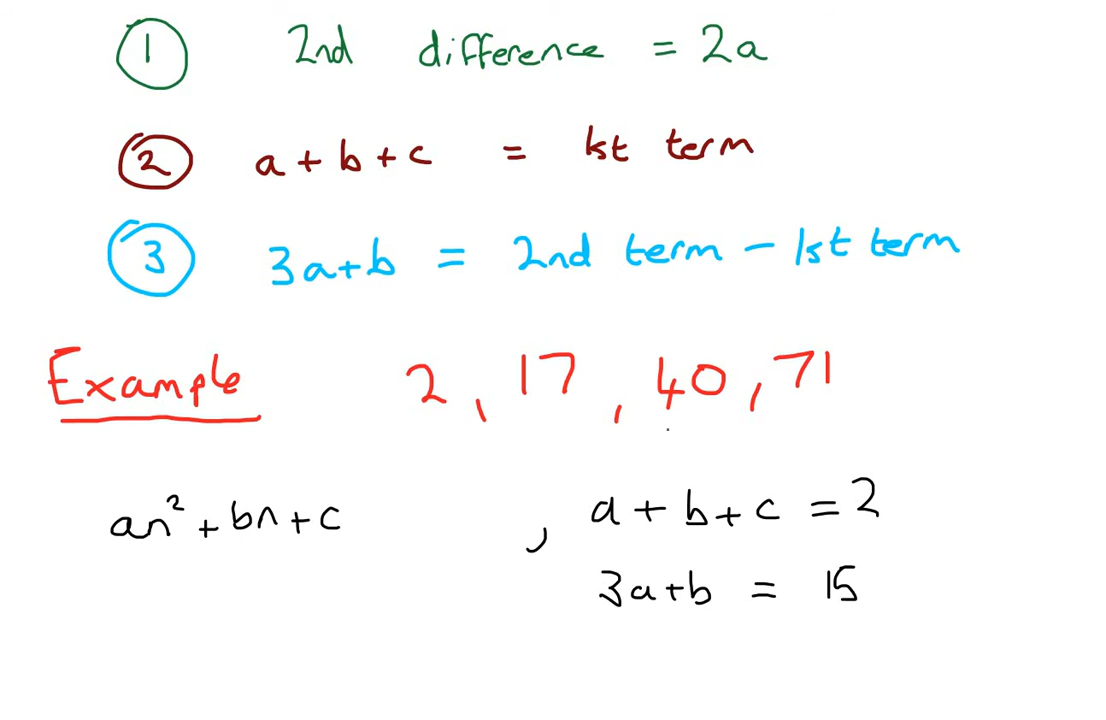 1 2nd difference = 2a
2 a + b + c = 1st term
3 3a+b = 2nd term - 1st term
Example 2, 17, 40, 71
an² + bn + c , a + b + c = 2
3a+b = 15